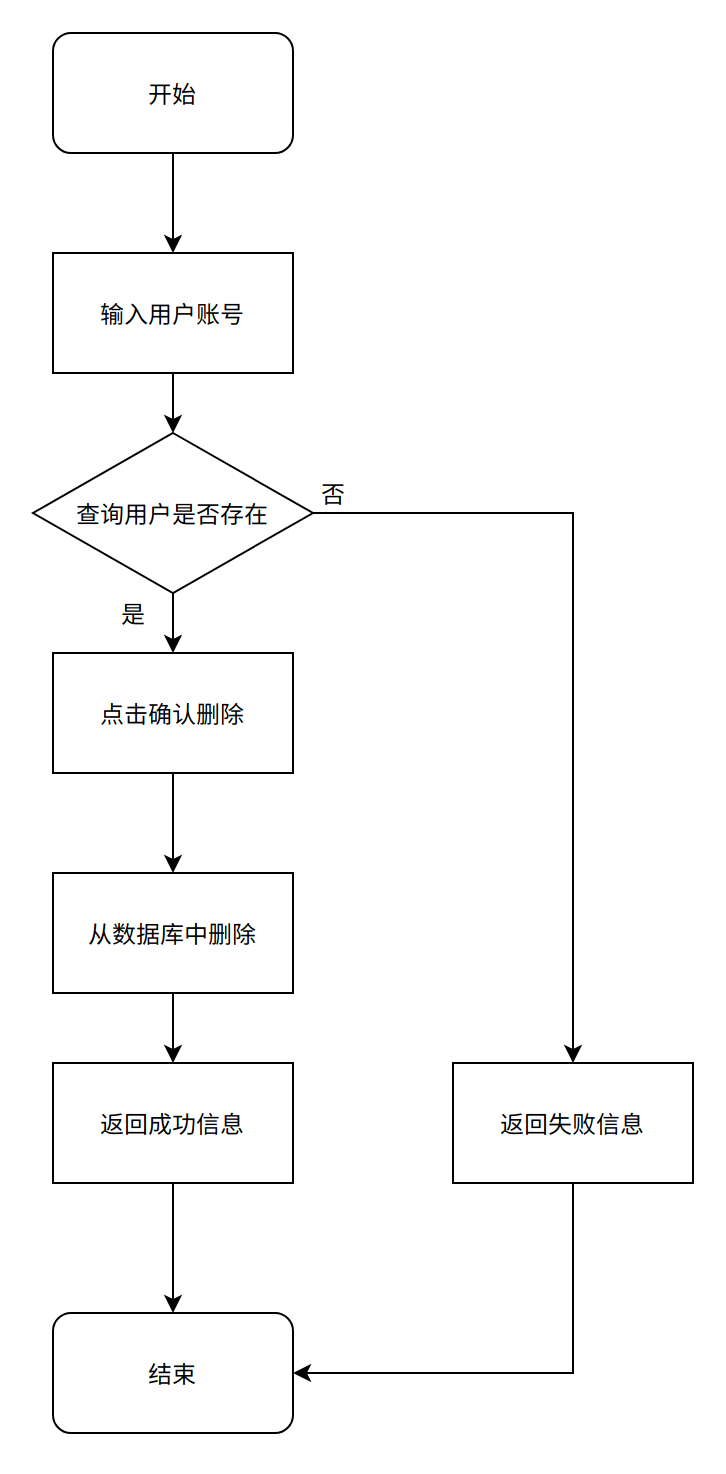 开始
输入用户账号
查询用户是否存在
否
是
点击确认删除
从数据库中删除
返回成功信息
返回失败信息
结束